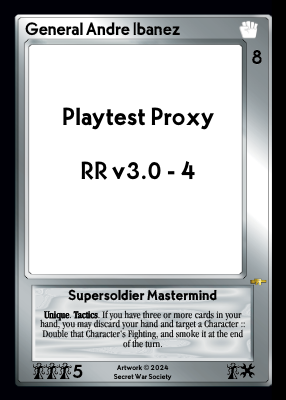 General Andre Ibanez
8
Playtest Proxy
RR v3.0 - 4
Supersoldier Mastermind
Unique. Tactics. If you have three or more cards in your
hand, you may discard your hand and target a Character ::
Double that Character's Fighting, and smoke it at the end
of the turn.
5
Artwork © 2024
Secret War Society